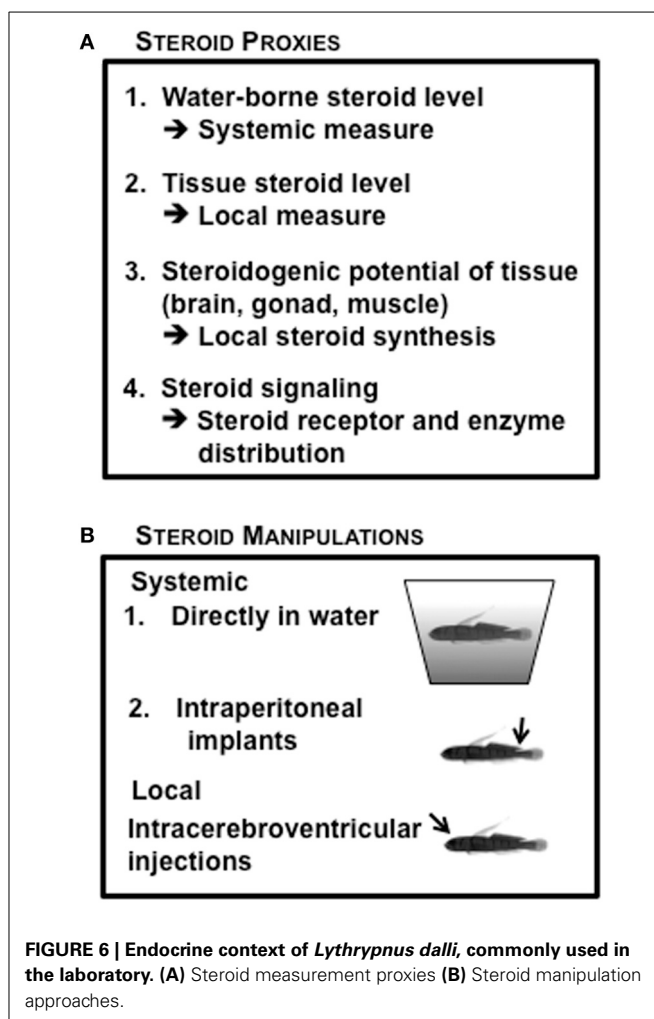 A STEROID PROXIES
1. Water-borne steroid level
→ Systemic measure
2. Tissue steroid level
→ Local measure
3. Steroidogenic potential of tissue
(brain, gonad, muscle)
→ Local steroid synthesis
4. Steroid signaling
→ Steroid receptor and enzyme
distribution
B STEROID MANIPULATIONS
Systemic
1. Directly in water
2. Intraperitoneal
implants
Local
Intracerebroventricular
injections
FIGURE 6 | Endocrine context of Lythrypnus dalli, commonly used in
the laboratory. (A) Steroid measurement proxies (B) Steroid manipulation
approaches.